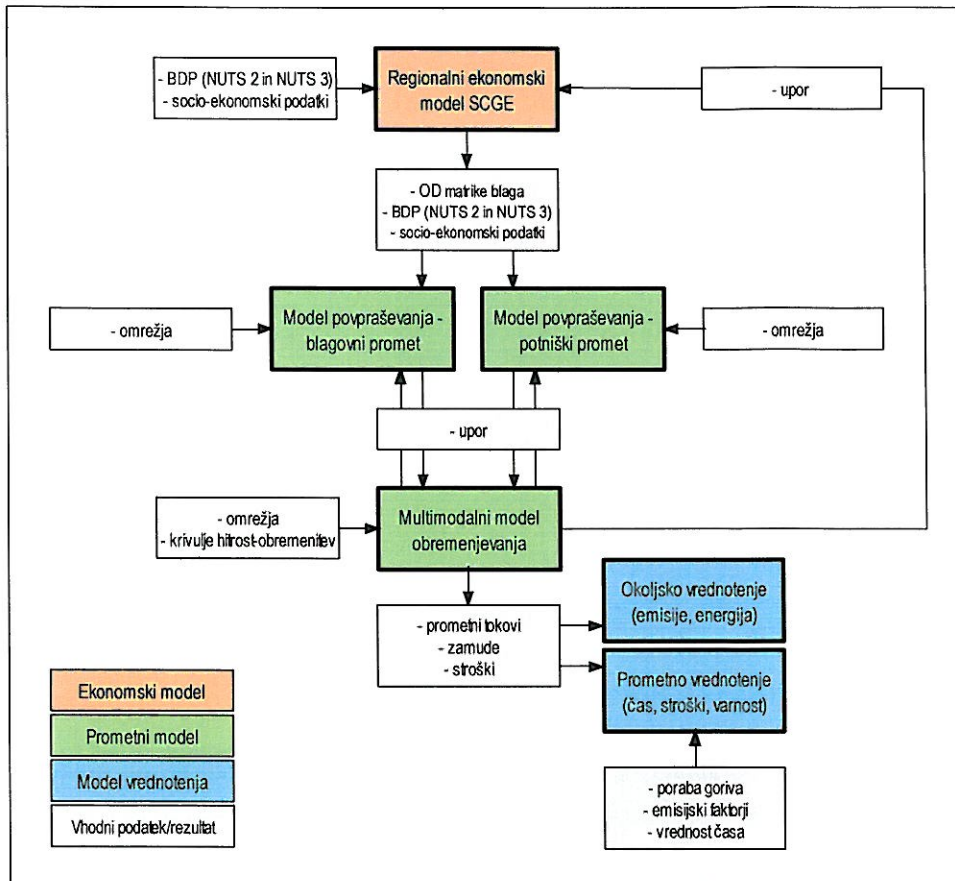 - BDP (NUTS 2 in NUTS 3)
- socio-ekonomski podatki
Regionalni ekonomski
model SCGE
- upor
- OD matrike blaga
- BDP (NUTS 2 in NUTS 3)
- socio-ekonomski podatki
- omrežja
Model povpraševanja -
blagovni promet
Model povpraševanja -
potniški promet
- omrežja
- upor
- omrežja
- krivulje hitrost-obremenitev
Multimodalni model
obremenjevanja
- prometni tokovi
- zamude
- stroški
Okoljsko vrednotenje
(emisije, energija)
Prometno vrednotenje
(čas, stroški, varnost)
- poraba goriva
- emisijski faktorji
- vrednost časa
Ekonomski model
Prometni model
Model vrednotenja
Vhodni podatek/rezultat